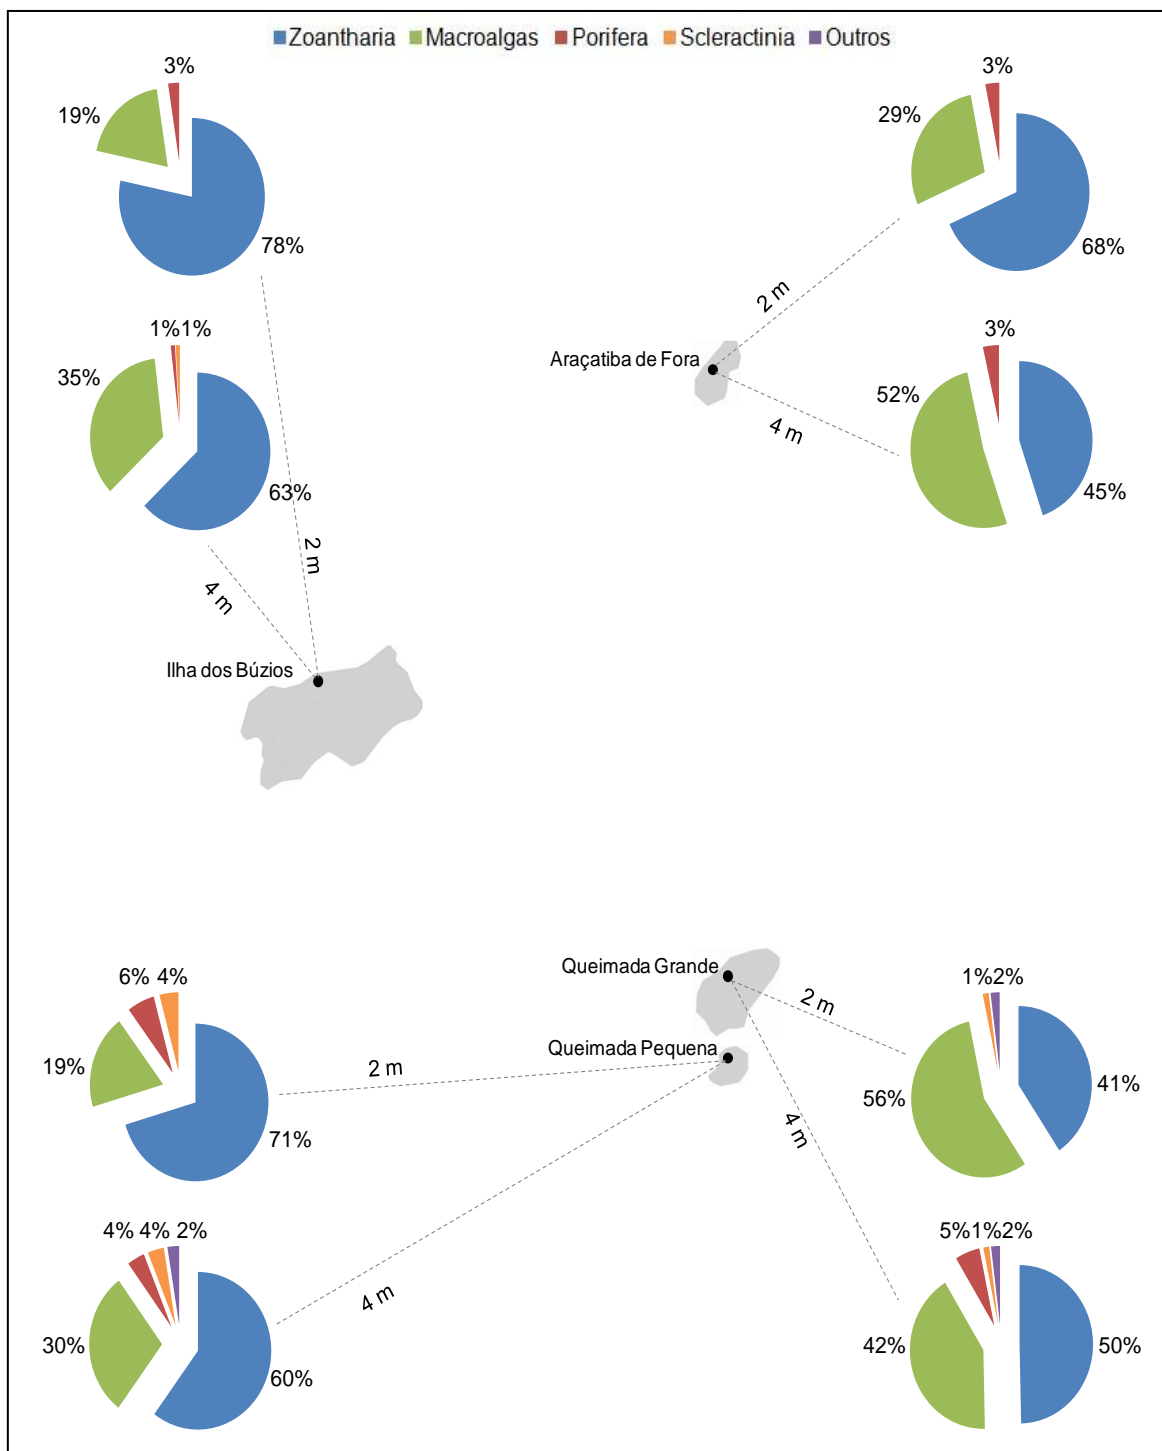 Zoantharia Macroalgas Porifera Scleractinia Outros
3%
19%
78%
3%
29%
68%
2 m
1% 1%
35%
63%
3%
52%
45%
Araçatiba de Fora
4 m
2 m
4 m
Ilha dos Búzios
6% 4%
19%
71%
Queimada Grande
2 m
1% 2%
56%
41%
Queimada Pequena
2 m
4 m
4% 4% 2%
30%
60%
4 m
5% 1% 2%
42%
50%